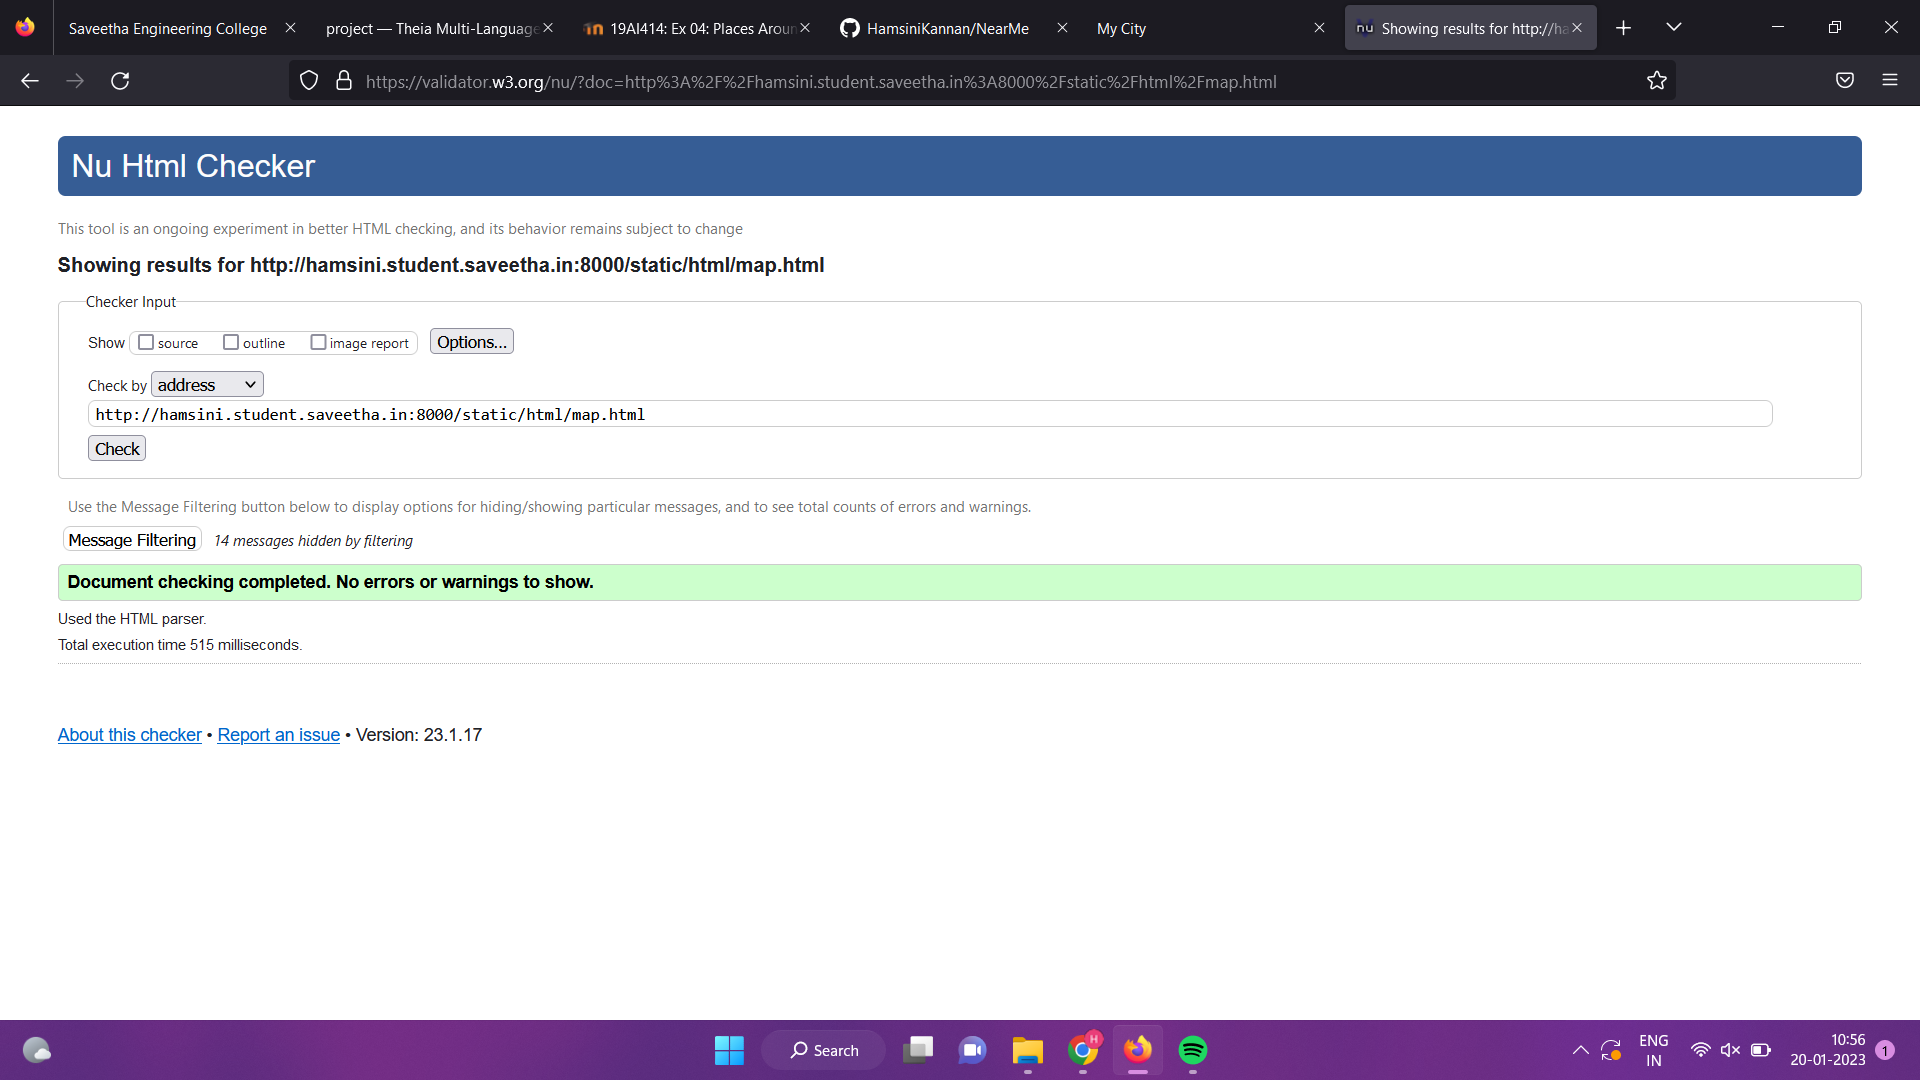 Saveetha Engineering College
project — Theia Multi-Language
19AI414: Ex 04: Places Aroun
HamsiniKannan/NearMe
My City
nu Showing results for http://ha
https://validator.w3.org/nu/?doc=http%3A%2F%2Fhamsini.student.saveetha.in%3A8000%2Fstatic%2Fhtml%2Fmap.html
Nu Html Checker
This tool is an ongoing experiment in better HTML checking, and its behavior remains subject to change
Showing results for http://hamsini.student.saveetha.in:8000/static/html/map.html
Checker Input
Show source outline image report Options...
Check by address
http://hamsini.student.saveetha.in:8000/static/html/map.html
Check
Use the Message Filtering button below to display options for hiding/showing particular messages, and to see total counts of errors and warnings.
Message Filtering 14 messages hidden by filtering
Document checking completed. No errors or warnings to show.
Used the HTML parser.
Total execution time 515 milliseconds.
About this checker • Report an issue • Version: 23.1.17
Search
H
ENG
IN
10:56
20-01-2023
1